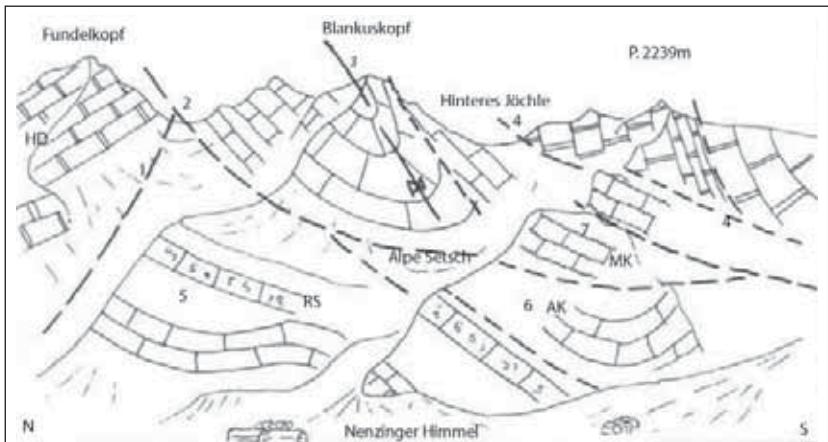 Blankuskopf
Fundelkopf
3
P. 2239m
2
Hinteres Jöchle
4
HD
1
7
4
Alpe Setsch
MK
5
RS
6 AK
N
Nenzinger Himmel
S